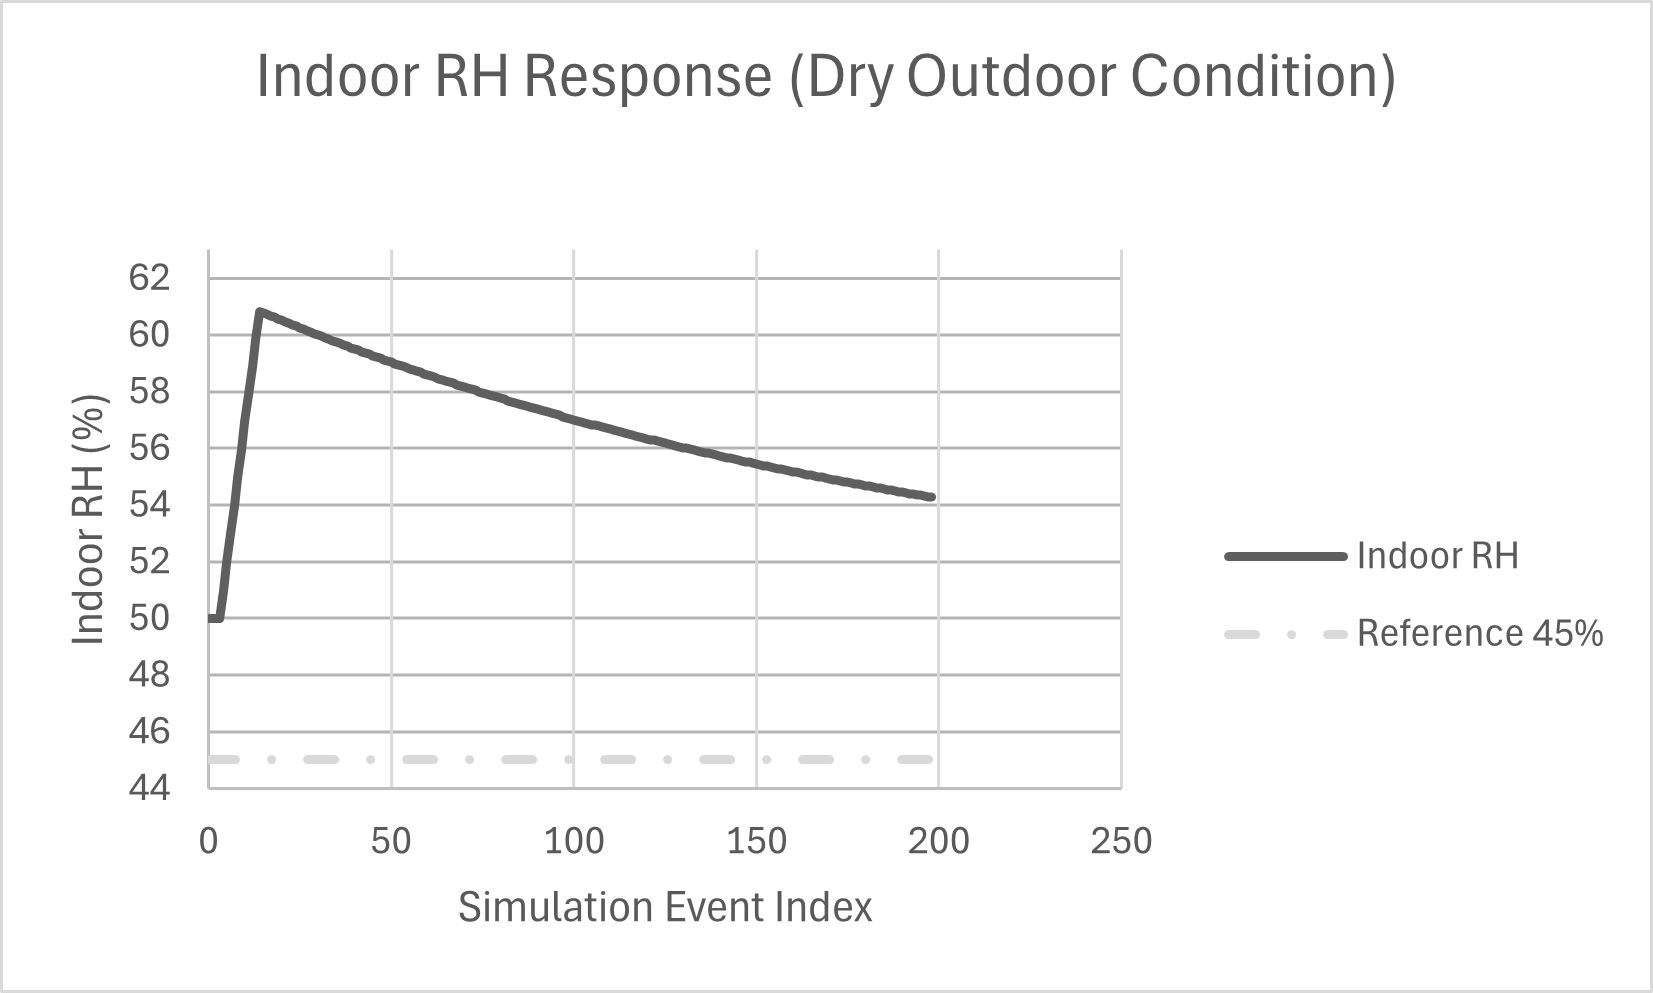 Indoor RH Response (Dry Outdoor Condition)
Indoor RH (%)
62
60
58
56
54
52
50
48
46
44
0 50 100 150 200 250
Simulation Event Index
Indoor RH
Reference 45%